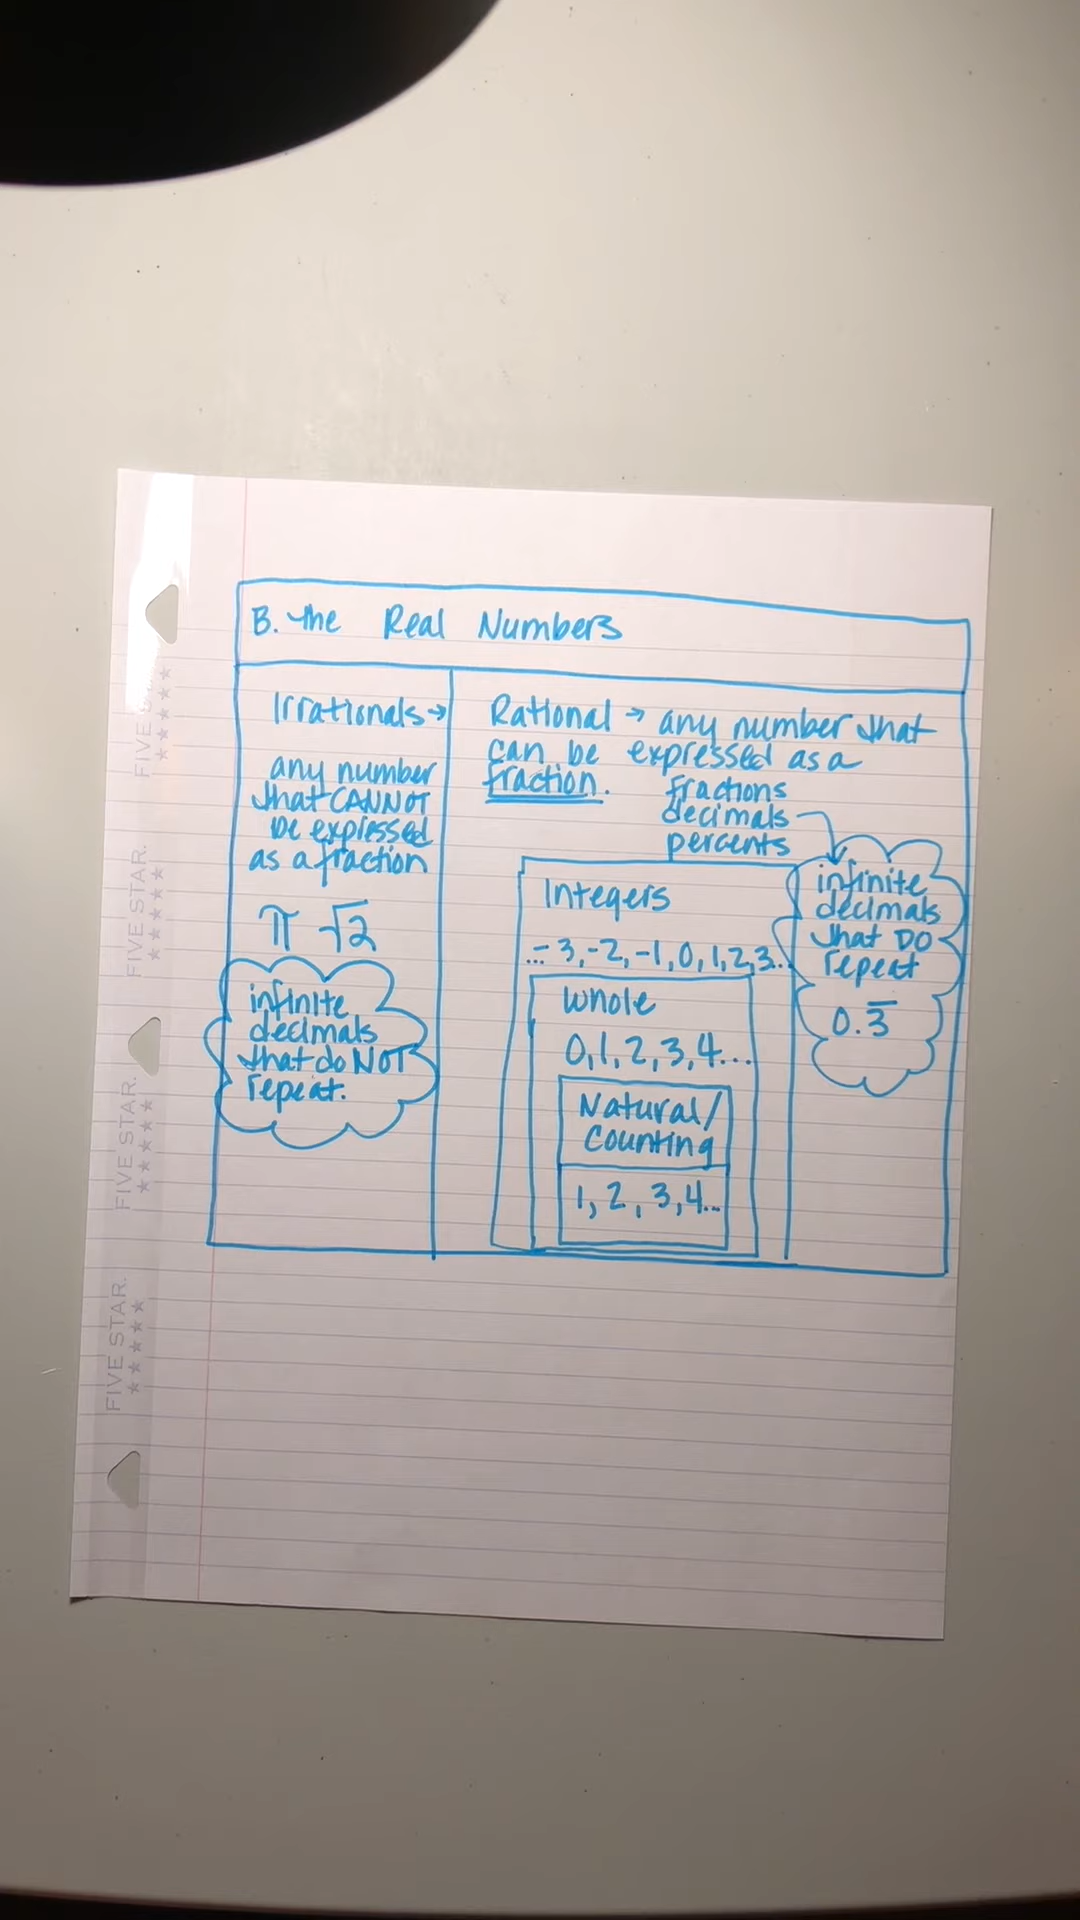 B. The Real Numbers
Irrationals →
any number
that CANNOT
be expressed
as a fraction
π √2
infinite
decimals
that do NOT
repeat.
Rational → any number that
can be expressed as a
fraction.
fractions
decimals
percents
infinite
decimals
that DO
repeat
0.3̅
Integers
... -3, -2, -1, 0, 1, 2, 3...
Whole
0, 1, 2, 3, 4...
Natural/
Counting
1, 2, 3, 4...
FIVE STAR.
FIVE STAR.
FIVE STAR.
FIVE STAR.